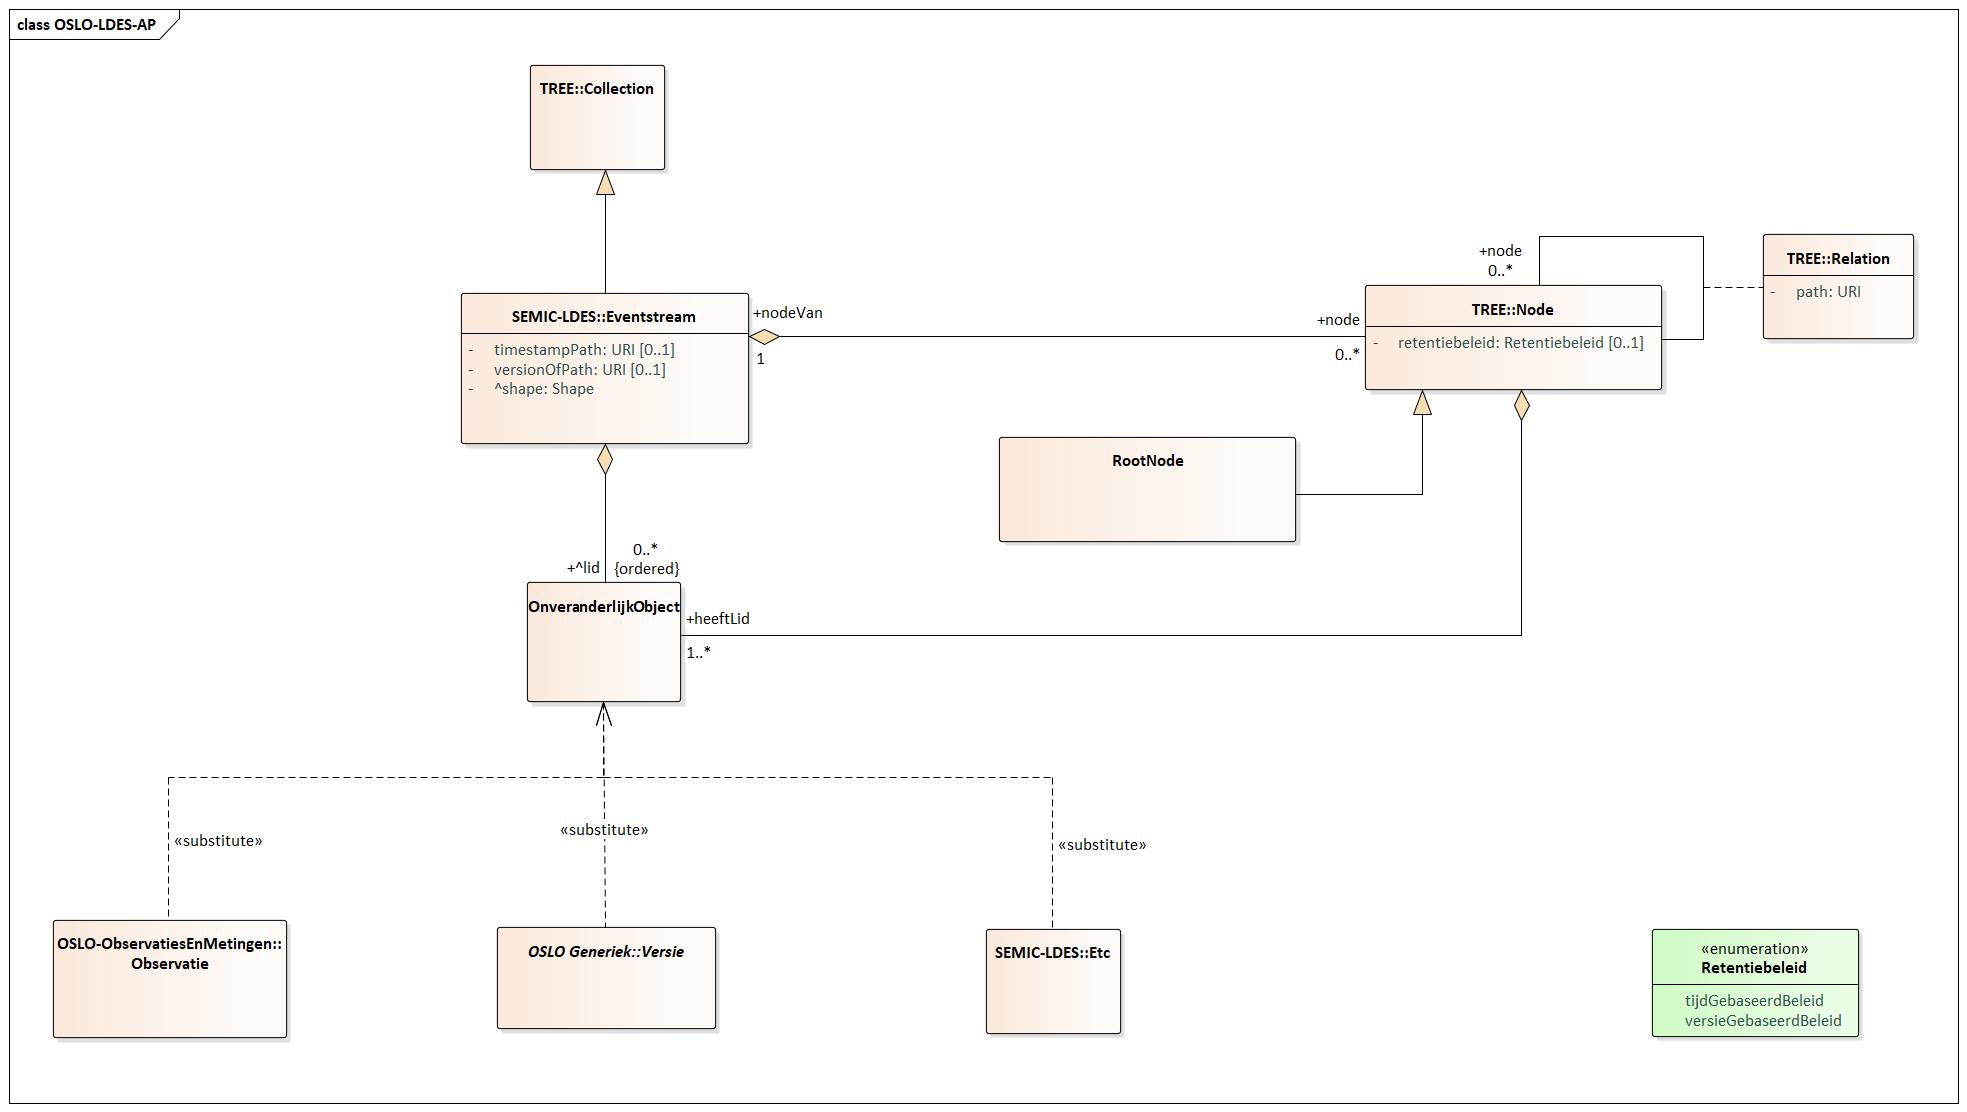 class OSLO-LDES-AP
TREE::Collection
SEMIC-LDES::Eventstream
- timestampPath: URI [0..1]
- versionOfPath: URI [0..1]
- ^shape: Shape
+nodeVan
1
+node
0..*
+node
0..*
TREE::Node
- retentiebeleid: Retentiebeleid [0..1]
TREE::Relation
- path: URI
RootNode
0..*
+^lid {ordered}
OnveranderlijkObject
+heeftLid
1..*
«substitute»
«substitute»
«substitute»
OSLO-ObservatiesEnMetingen::
Observatie
OSLO Generiek::Versie
SEMIC-LDES::Etc
«enumeration»
Retentiebeleid
tijdGebaseerdBeleid
versieGebaseerdBeleid